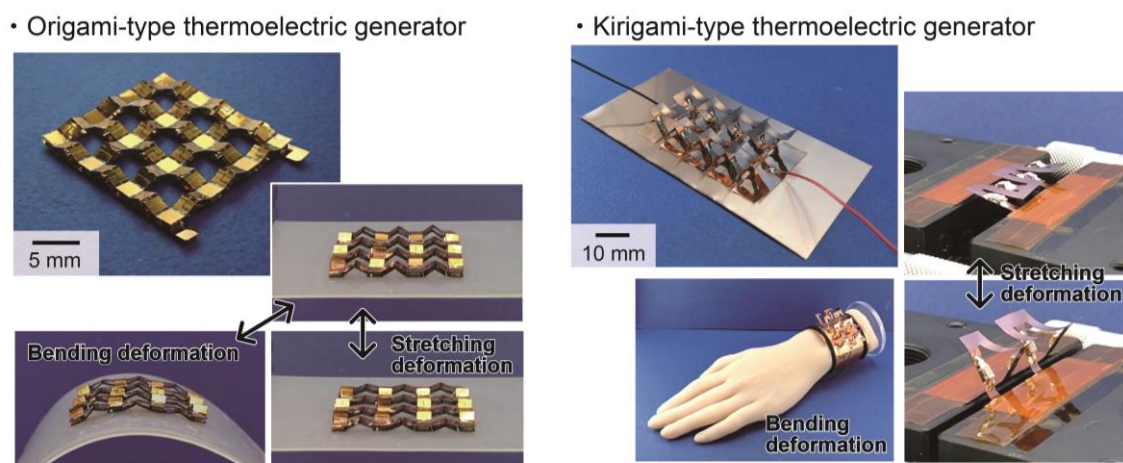 ・Origami-type thermoelectric generator
5 mm
Bending deformation
Stretching
deformation
・Kirigami-type thermoelectric generator
10 mm
Stretching
deformation
Bending
deformation